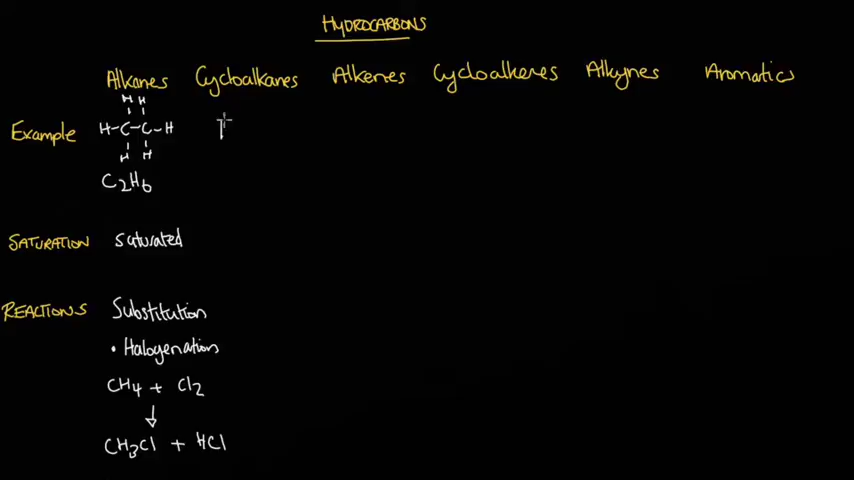 HYDROCARBONS
Alkanes Cycloalkanes Alkenes Cycloalkenes Alkynes Aromatics
H H
Example H-C-C-H
H H
C2H6
SATURATION saturated
REACTIONS Substitution
• Halogenation
CH4 + Cl2
↓
CH3Cl + HCl